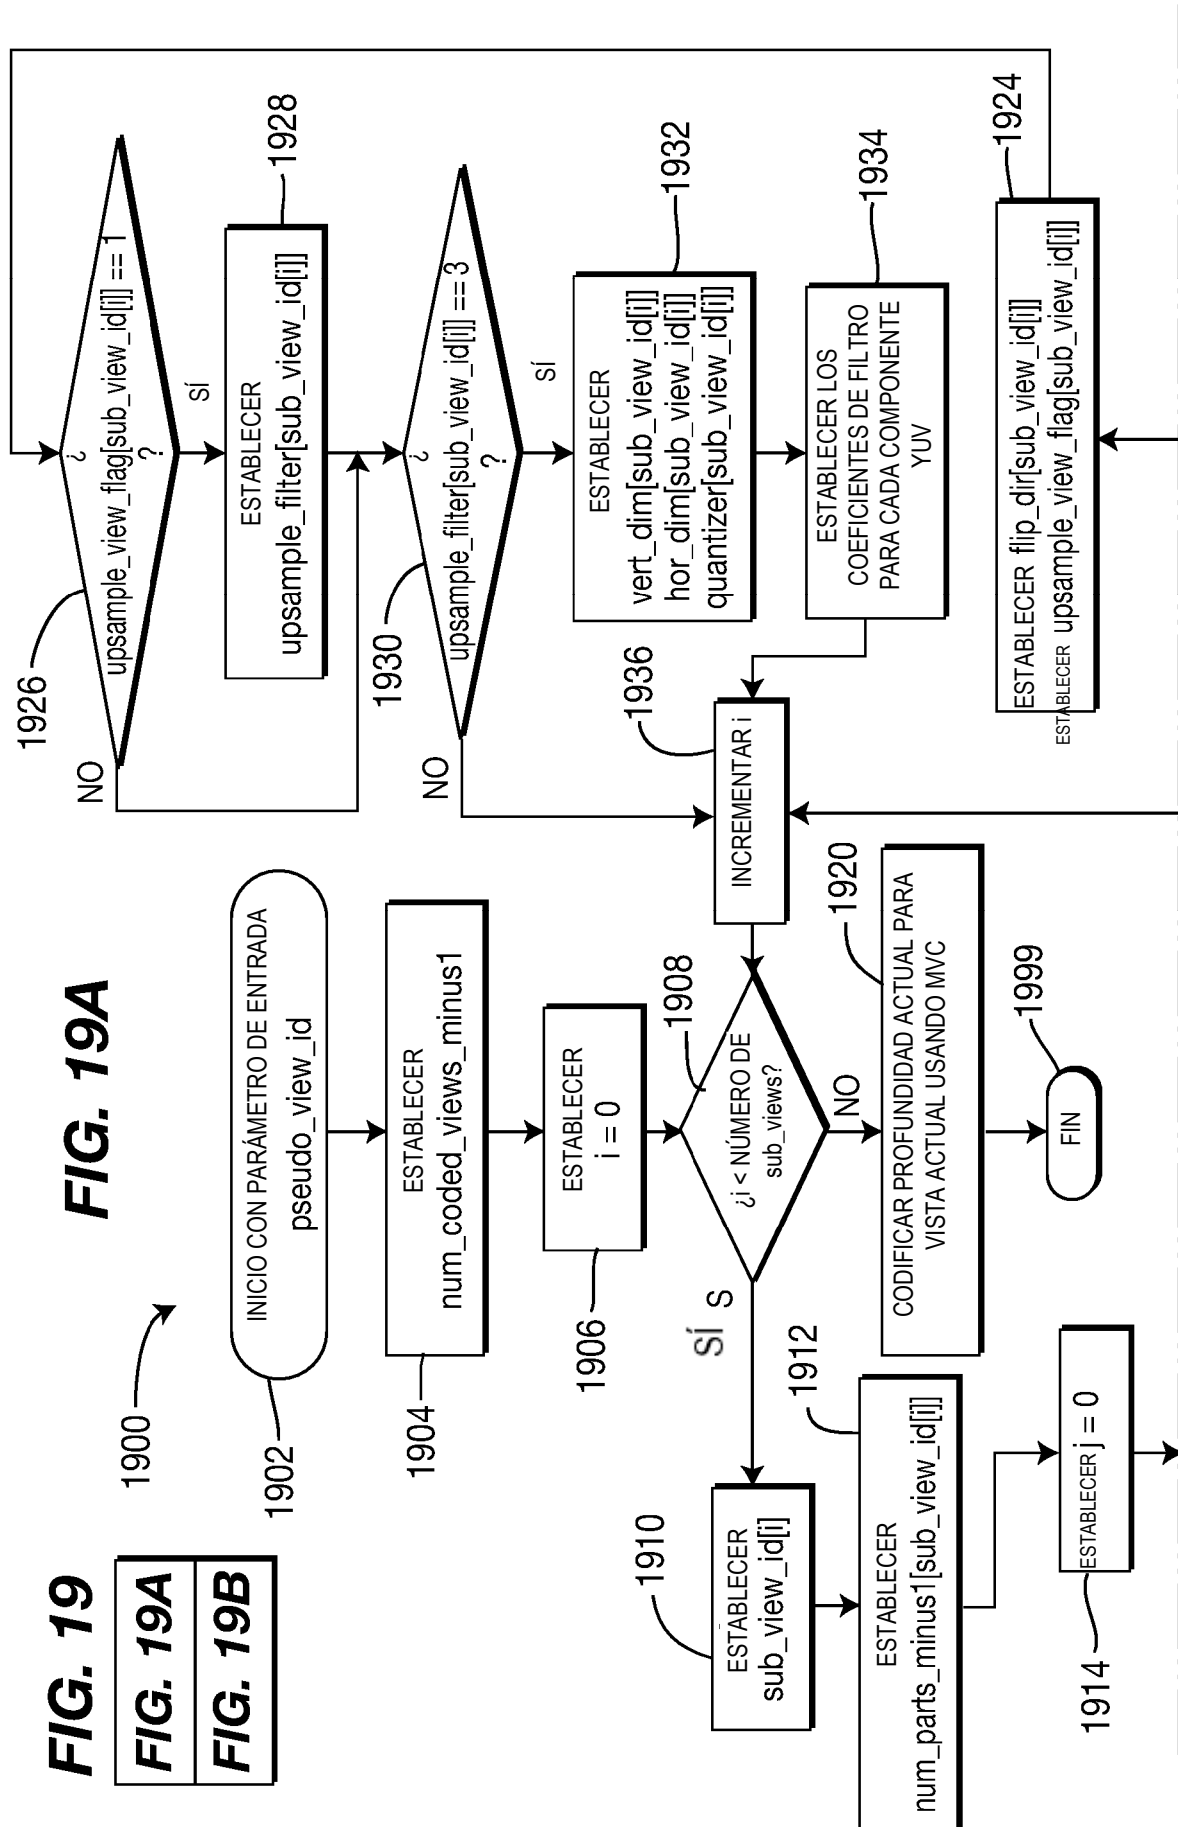 FIG. 19
FIG. 19A
FIG. 19B
FIG. 19A
1900
1902
INICIO CON PARÁMETRO DE ENTRADA
pseudo_view_id
1904
ESTABLECER
num_coded_views_minus1
1906
ESTABLECER
i = 0
1908
¿i < NÚMERO DE
sub_views?
SÍ S
NO
1910
ESTABLECER
sub_view_id[i]
1912
ESTABLECER
num_parts_minus1[sub_view_id[i]]
1914
ESTABLECER j = 0
1920
CODIFICAR PROFUNDIDAD ACTUAL PARA
VISTA ACTUAL USANDO MVC
1999
FIN
1926
¿
upsample_view_flag[sub_view_id[i]] == 1
?
NO
SÍ
1928
ESTABLECER
upsample_filter[sub_view_id[i]]
1930
¿
upsample_filter[sub_view_id[i]] == 3
?
NO
SÍ
1932
ESTABLECER
vert_dim[sub_view_id[i]]
hor_dim[sub_view_id[i]]
quantizer[sub_view_id[i]]
1934
ESTABLECER LOS
COEFICIENTES DE FILTRO
PARA CADA COMPONENTE
YUV
1936
INCREMENTAR i
1924
ESTABLECER flip_dir[sub_view_id[i]]
ESTABLECER upsample_view_flag[sub_view_id[i]]